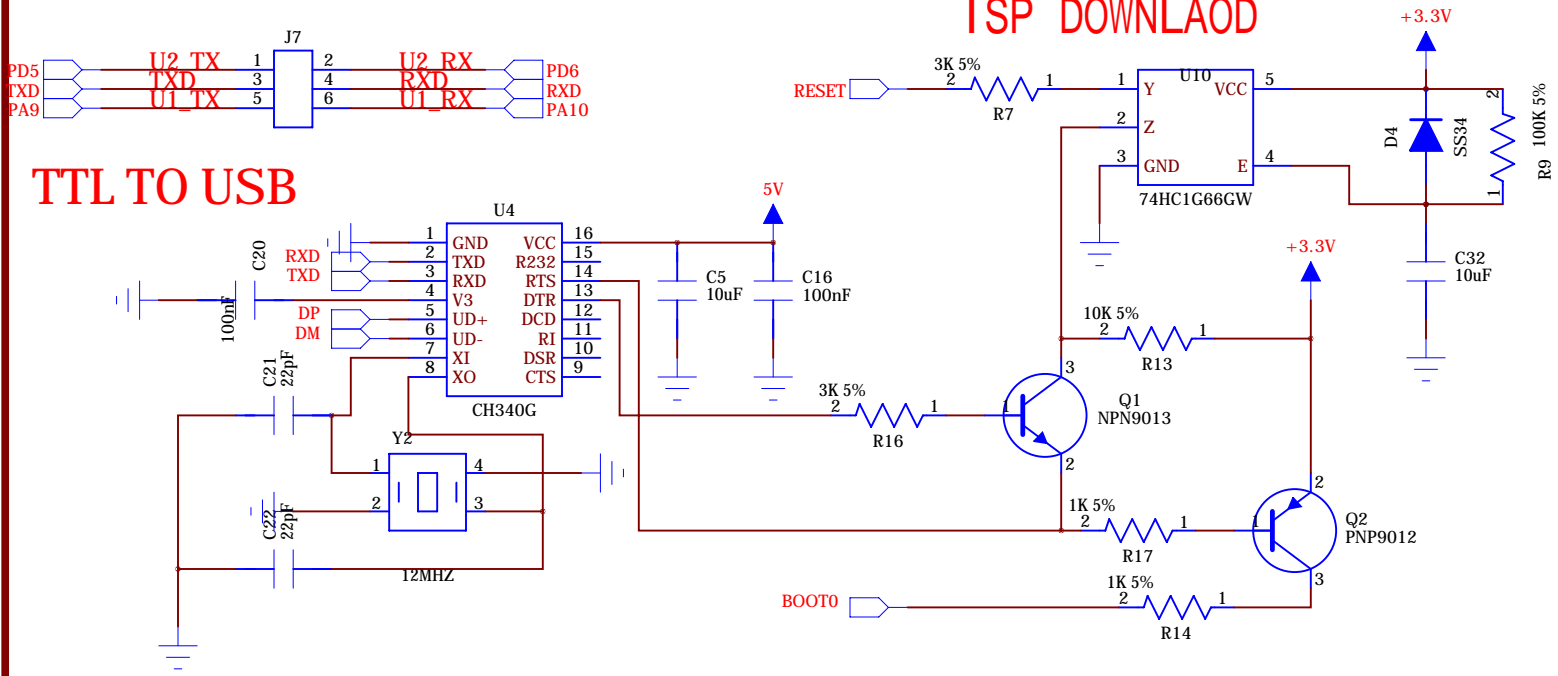 ISP DOWNLAOD
+3.3V
J7
PD5 U2_TX 1 2 U2_RX PD6
TXD TXD 3 4 RXD RXD
PA9 U1_TX 5 6 U1_RX PA10
TTL TO USB
RESET 2 3K 5% 1 R7
U10
1 Y VCC 5
2 Z
3 GND E 4
74HC1G66GW
D4 SS34
2 R9 100K 5% 1
C32
10uF
5V
U4
1 GND VCC 16
RXD 2 TXD R232 15
TXD 3 RXD RTS 14
4 V3 DTR 13
DP 5 UD+ DCD 12
DM 6 UD- RI 11
7 XI DSR 10
8 XO CTS 9
CH340G
C20
100nF
C5
10uF
C16
100nF
+3.3V
10K 5%
2 1
R13
C21
22pF
3K 5%
2 1
R16
3
1
Q1
NPN9013
2
Y2
1 4
2 3
12MHZ
C22
22pF
1K 5%
2 1
R17
2
1
Q2
PNP9012
3
BOOT0
1K 5%
2 1
R14